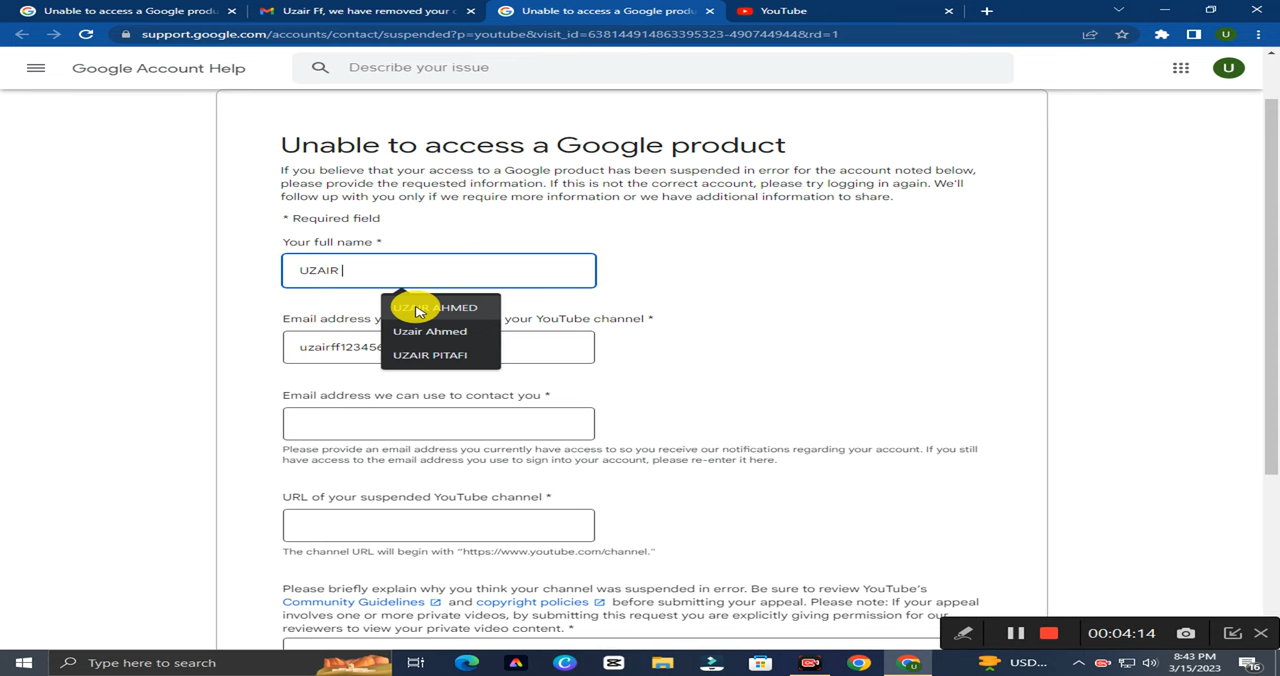 Unable to access a Google produ
Uzair Ff, we have removed your
Unable to access a Google produ
YouTube
support.google.com/accounts/contact/suspended?p=youtube&visit_id=638144914863395323-490744944&rd=1
U
Google Account Help
Describe your issue
U
Unable to access a Google product
If you believe that your access to a Google product has been suspended in error for the account noted below,
please provide the requested information. If this is not the correct account, please try logging in again. We'll
follow up with you only if we require more information or we have additional information to share.
* Required field
Your full name *
UZAIR
UZAIR AHMED
Uzair Ahmed
UZAIR PITAFI
Email address your YouTube channel *
uzairff123456
Email address we can use to contact you *
Please provide an email address you currently have access to so you receive our notifications regarding your account. If you still
have access to the email address you use to sign into your account, please re-enter it here.
URL of your suspended YouTube channel *
The channel URL will begin with "https://www.youtube.com/channel."
Please briefly explain why you think your channel was suspended in error. Be sure to review YouTube's
Community Guidelines and copyright policies before submitting your appeal. Please note: If your appeal
involves one or more private videos, by submitting this request you are explicitly giving permission for our
reviewers to view your private video content. *
00:04:14
Type here to search
USD...
8:43 PM
3/15/2023
16